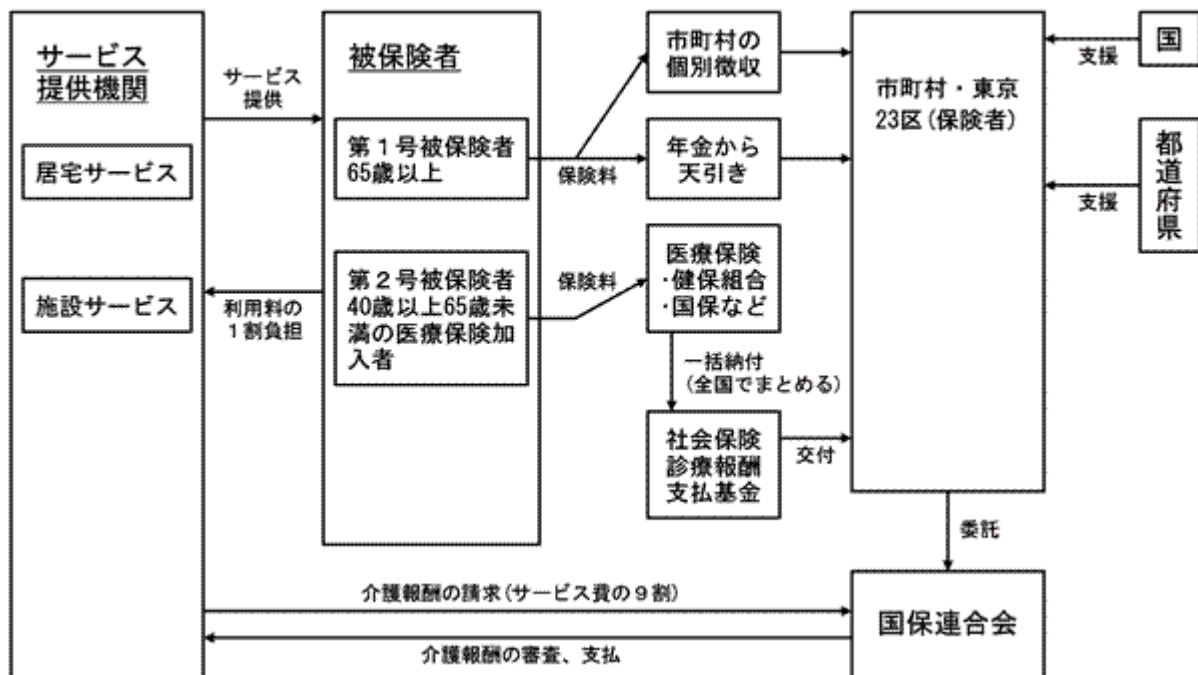 サービス
提供機関
居宅サービス
施設サービス
サービス
提供
利用料の
１割負担
被保険者
第１号被保険者
65歳以上
第２号被保険者
40歳以上65歳未
満の医療保険加
入者
保険料
保険料
市町村の
個別徴収
年金から
天引き
医療保険
・健保組合
・国保など
一括納付
(全国でまとめる)
社会保険
診療報酬
支払基金
交付
市町村・東京
23区(保険者)
国
支援
都道府県
支援
委託
国保連合会
介護報酬の請求(サービス費の９割)
介護報酬の審査、支払